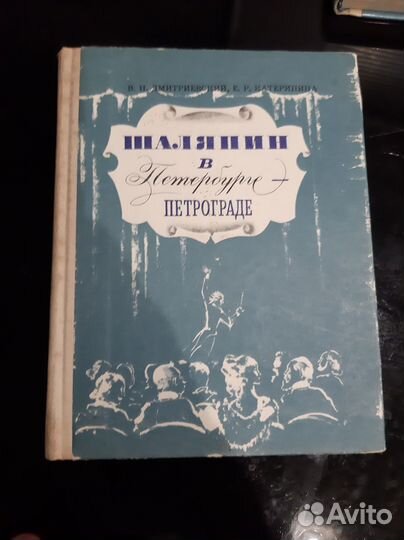 В. Н. ДМИТРИЕВСКИЙ, Е. Р. КАТЕРИНИНА
ШАЛЯПИН
В
Петербурге —
ПЕТРОГРАДЕ
Avito